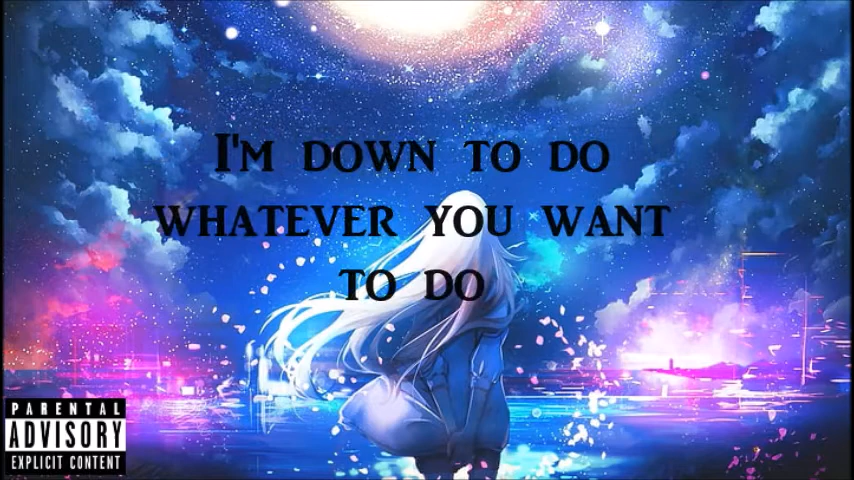 I'm down to do
whatever you want
to do
PARENTAL
ADVISORY
EXPLICIT CONTENT